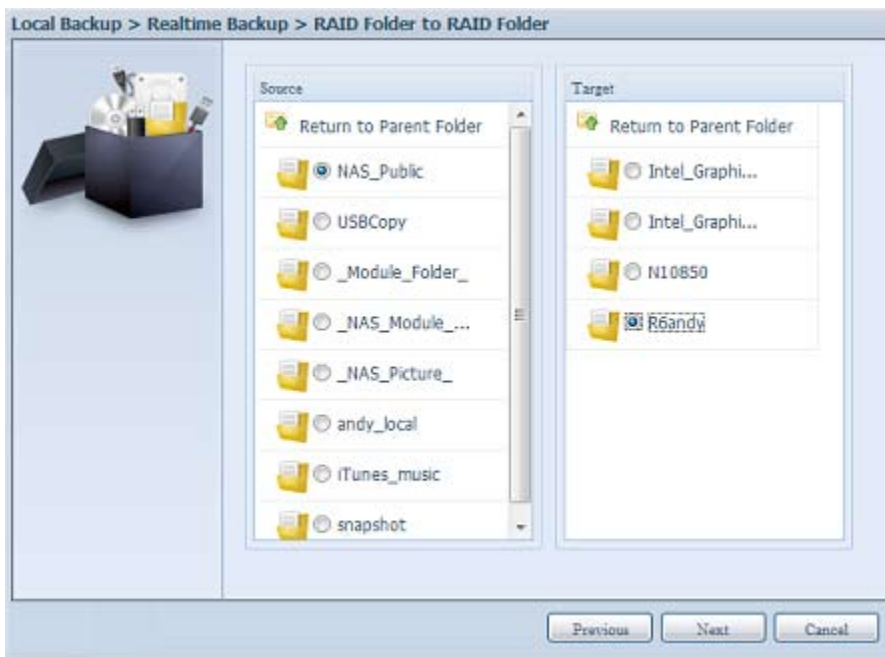 Local Backup > Realtime Backup > RAID Folder to RAID Folder
Source
Return to Parent Folder
NAS_Public
USBCopy
_Module_Folder_
_NAS_Module_...
_NAS_Picture_
andy_local
iTunes_music
snapshot
Target
Return to Parent Folder
Intel_Graphi...
Intel_Graphi...
N10850
R6andy
Previous
Next
Cancel